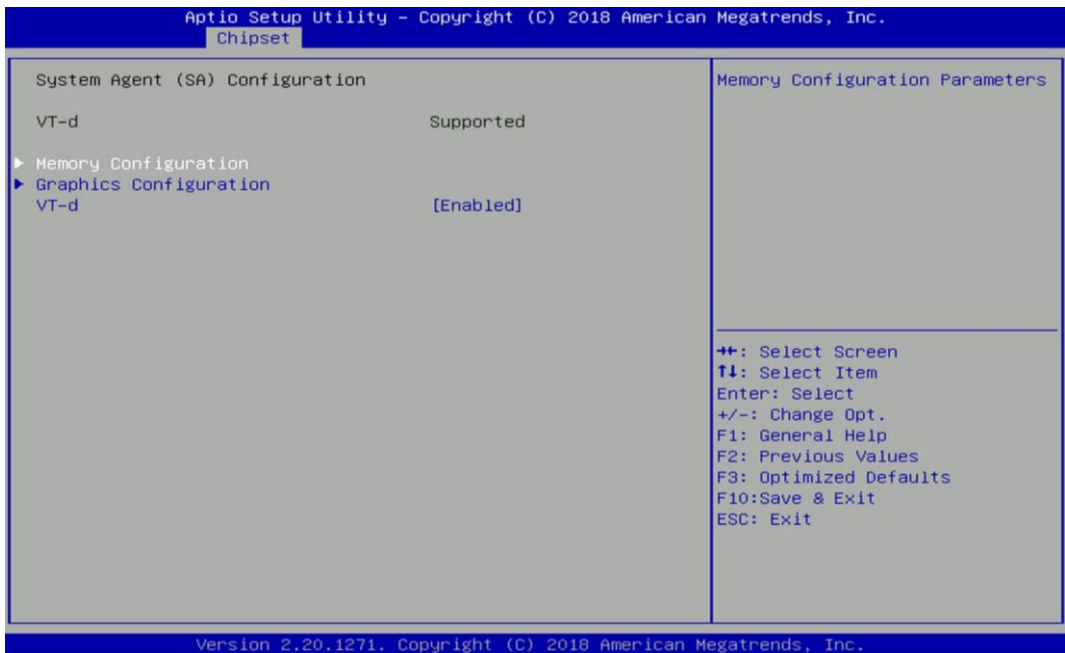 Aptio Setup Utility – Copyright (C) 2018 American Megatrends, Inc.
Chipset
System Agent (SA) Configuration
VT-d Supported
▶ Memory Configuration
▶ Graphics Configuration
VT-d [Enabled]
Memory Configuration Parameters
→←: Select Screen
↑↓: Select Item
Enter: Select
+/-: Change Opt.
F1: General Help
F2: Previous Values
F3: Optimized Defaults
F10:Save & Exit
ESC: Exit
Version 2.20.1271. Copyright (C) 2018 American Megatrends, Inc.